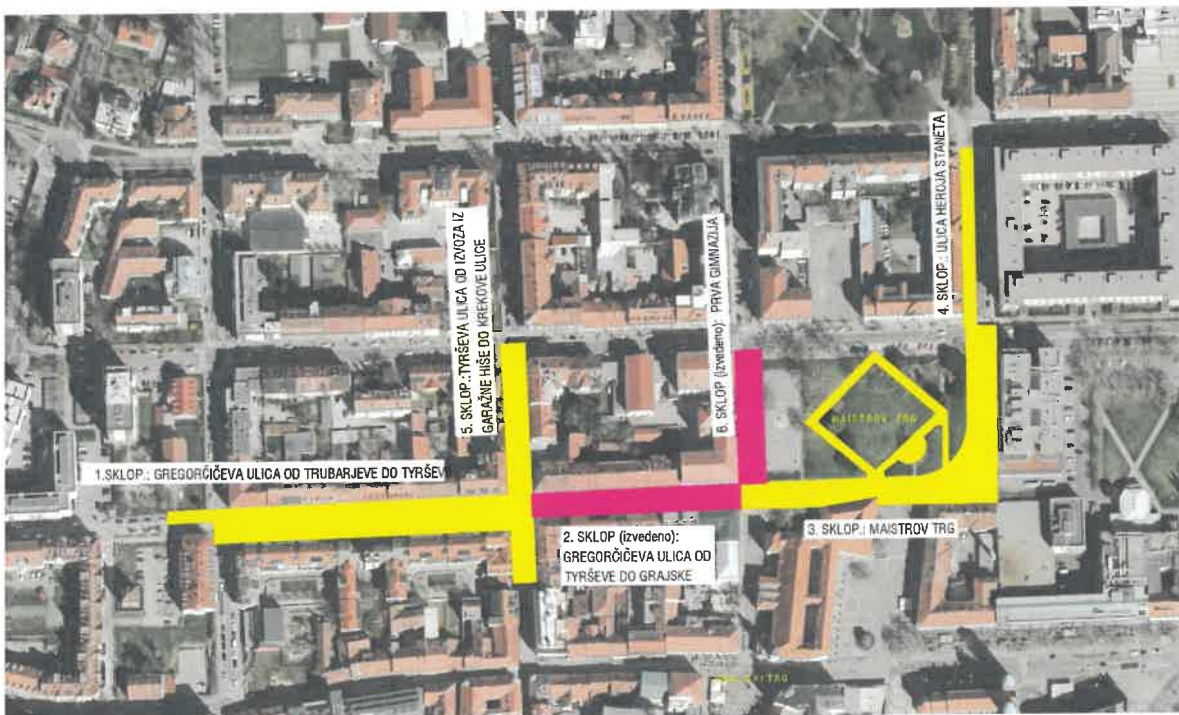 1.SKLOP.: GREGORČIČEVA ULICA OD TRUBARJEVE DO TYRŠEVE
5. SKLOP.: TYRŠEVA ULICA OD IZVOZA IZ
GARAŽNE HIŠE DO KREKOVE ULICE
2. SKLOP (izvedeno):
GREGORČIČEVA ULICA OD
TYRŠEVE DO GRAJSKE
6. SKLOP (izvedeno): PRVA GIMNAZIJA
MAISTROV TRG
3. SKLOP.: MAISTROV TRG
4. SKLOP.: ULICA HEROJA STANETA
TRG